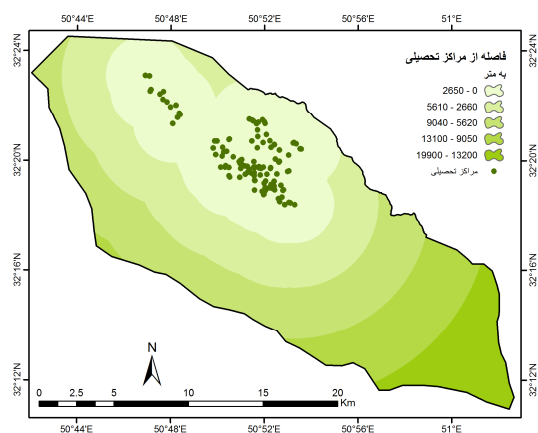 50°44'E 50°48'E 50°52'E 50°56'E 51°E
32°24'N 32°24'N
32°20'N 32°20'N
32°16'N 32°16'N
32°12'N 32°12'N
فاصله از مراکز تحصیلی
به متر
0 - 2650
2660 - 5610
5620 - 9040
9050 - 13100
13200 - 19900
مراکز تحصیلی
N
0 2.5 5 10 15 20
Km
50°44'E 50°48'E 50°52'E 50°56'E 51°E